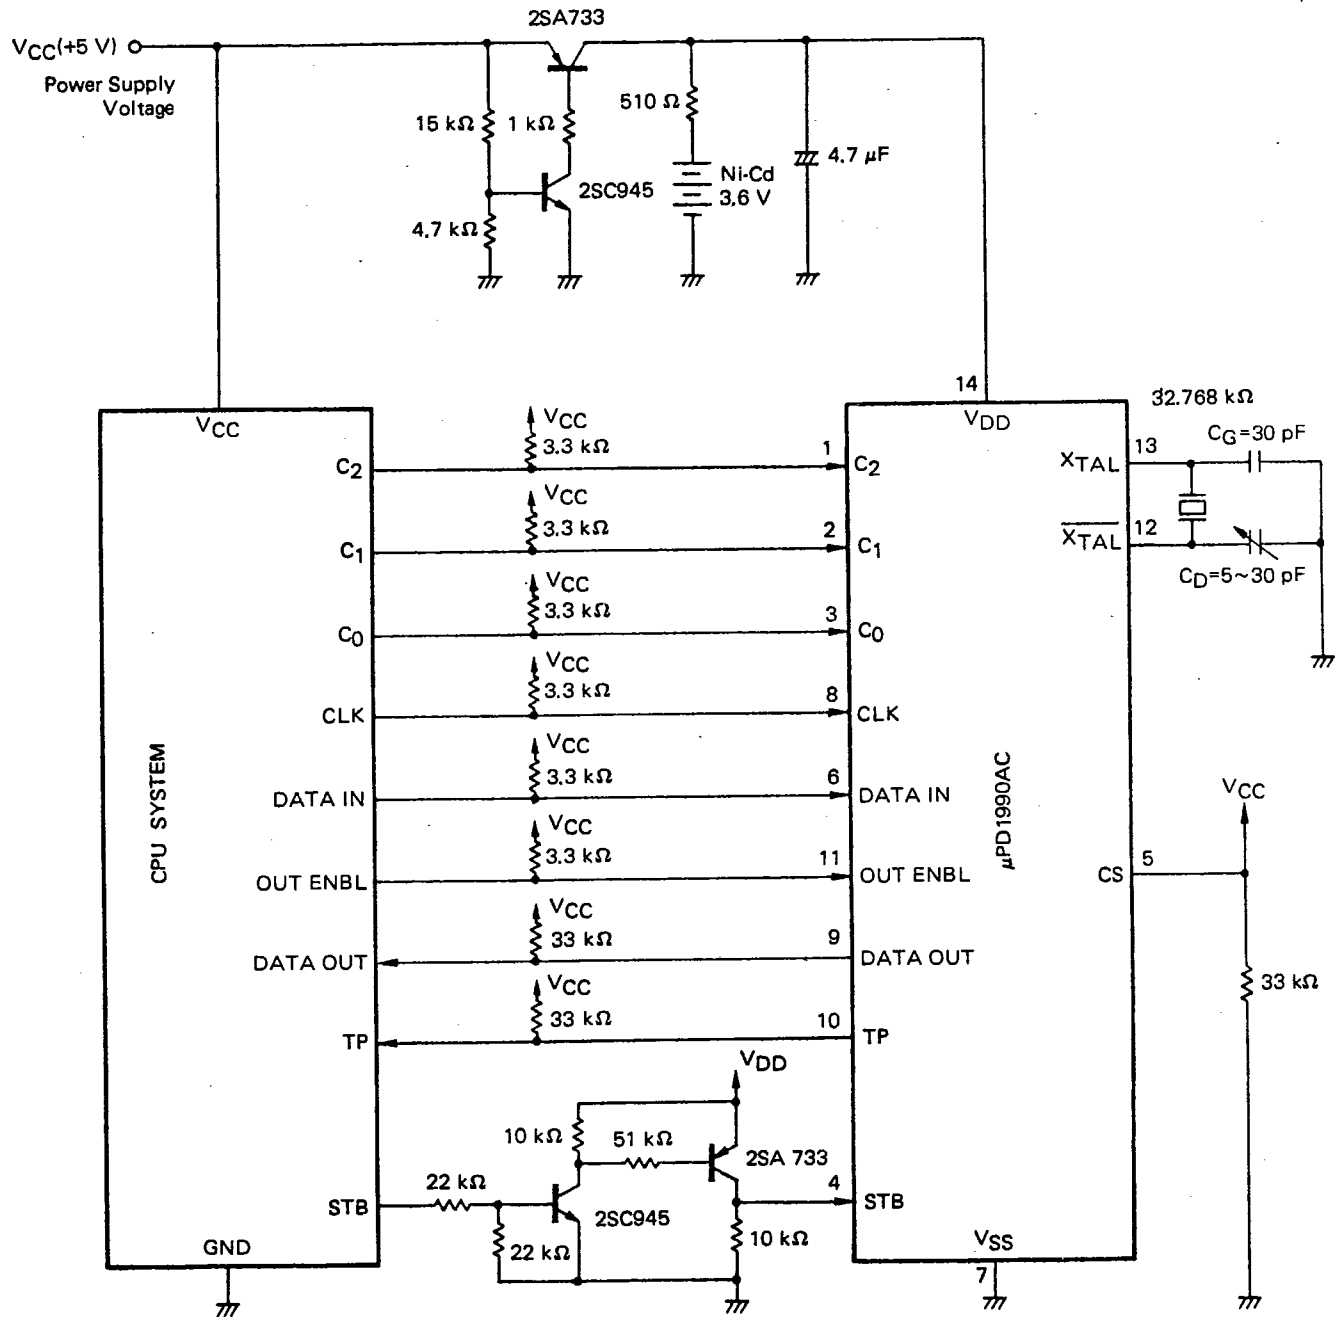 2SA733
VCC(+5 V)
Power Supply
Voltage
15 kΩ
1 kΩ
510 Ω
4.7 μF
Ni-Cd
3.6 V
2SC945
4.7 kΩ
14
32.768 kΩ
VCC
VDD
CG=30 pF
C2
VCC
3.3 kΩ
1
C2
XTAL
13
C1
VCC
3.3 kΩ
2
C1
XTAL
12
CD=5~30 pF
C0
VCC
3.3 kΩ
3
C0
CLK
VCC
3.3 kΩ
8
CLK
CPU SYSTEM
μPD1990AC
DATA IN
VCC
3.3 kΩ
6
DATA IN
VCC
OUT ENBL
VCC
3.3 kΩ
11
OUT ENBL
CS
5
DATA OUT
VCC
33 kΩ
9
DATA OUT
33 kΩ
TP
VCC
33 kΩ
10
TP
VDD
10 kΩ
51 kΩ
2SA 733
STB
22 kΩ
4
STB
2SC945
22 kΩ
10 kΩ
GND
VSS
7